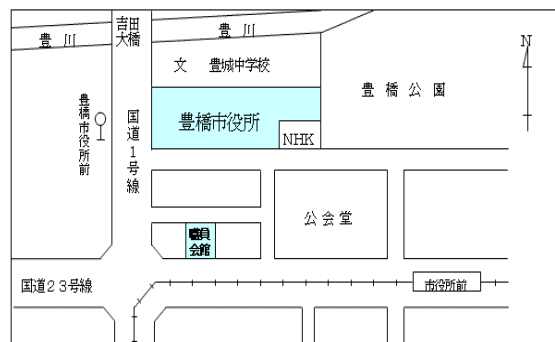 吉田
大橋
豊 川
豊 川
N
文 豊城中学校
豊橋公園
豊橋市役所前
国道1号線
豊橋市役所
NHK
公会堂
職員
会館
国道23号線
市役所前